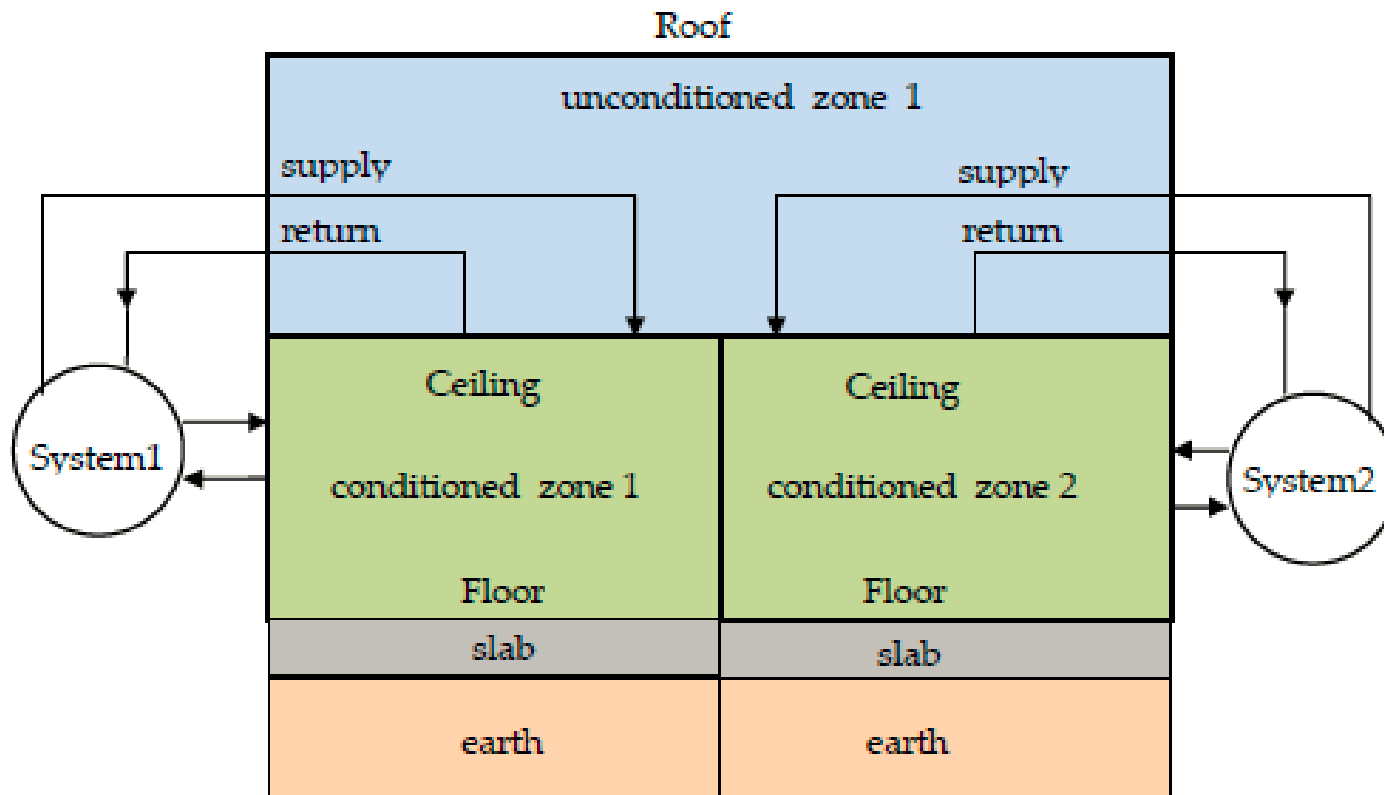 Roof
unconditioned zone 1
supply
supply
return
return
Ceiling
Ceiling
System1
conditioned zone 1
conditioned zone 2
System2
Floor
Floor
slab
slab
earth
earth